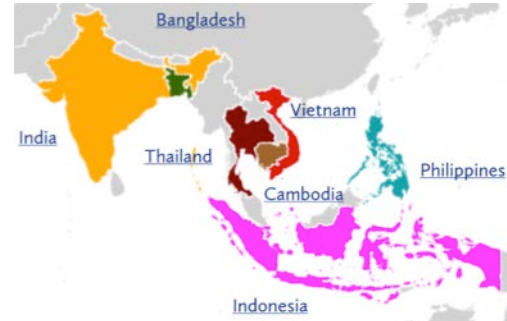 Bangladesh
Vietnam
India
Thailand
Philippines
Cambodia
Indonesia